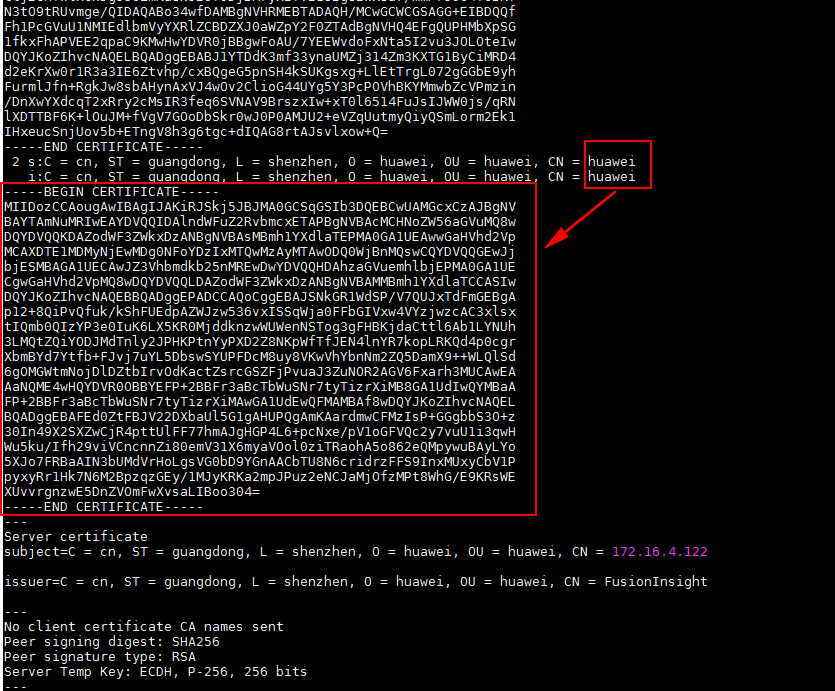 N3tO9tRUvmge/QIDAQABo34wfDAMBgNVHRMEBTADAQH/MCwGCWCGSAGG+EIBDQQf
Fh1PcGVuU1NMIEdlbmVyYXRlZCBDZXJ0aWZpY2F0ZTAdBgNVHQ4EFgQUPHMbXpSG
1fkxFhAPVEE2qpaC9KMwHwYDVR0jBBgwFoAU/7YEEWvdoFxNta5I2vu3JOLOteIw
DQYJKoZIhvcNAQELBQADggEBABJ1YTDdK3mf33ynaUMZj314Zm3KXTG1ByCiMRD4
d2eKrXw0r1R3a3IE6Ztvhp/cxBQgeG5pnSH4kSUKgsxg+LlEtTrgL072gGGbE9yh
FurmlJfn+RgkJw8sbAHynAxVJ4wOv2ClioG44UYg5Y3PcPOVhBKYMmwbZcVPmzin
/DnXwYXdcqT2xRry2cMsIR3feq6SVNAV9BrszxIw+xT0l6514FuJsIJWW0js/qRN
lXDTTBF6K+lOuJM+fVgV7GOoDbSkr0wJ0P0AMJU2+eVZqUutmyQiyQSmLorm2Ek1
IHxeucSnjUov5b+ETngV8h3g6tgc+dIQAG8rtAJsvlxow+Q=
-----END CERTIFICATE-----
2 s:C = cn, ST = guangdong, L = shenzhen, O = huawei, OU = huawei, CN = huawei
i:C = cn, ST = guangdong, L = shenzhen, O = huawei, OU = huawei, CN = huawei
-----BEGIN CERTIFICATE-----
MIIDozCCAougAwIBAgIJAKiRJSkj5JBJMA0GCSqGSIb3DQEBCwUAMGcxCzAJBgNV
BAYTAmNuMRIwEAYDVQQIDAlndWFuZ2Rvbmcx​ETAPBgNVBAcMCHNoZW56aGVuMQ8w
DQYDVQQKDAZodWF3ZWkxDzANBgNVBAsMBmh1YXdlaTEPMA0GA1UEAwwGaHVhd2Vp
MCAXDTE1MDMyNjEwMDg0NFoYDzIxMTQwMzAyMTAwODQ0WjBnMQswCQYDVQQGEwJj
bjESMBAGA1UECAwJZ3Vhbmdkb25nMREwDwYDVQQHDAhzaGVuemhlbjEPMA0GA1UE
CgwGaHVhd2VpMQ8wDQYDVQQLDAZodWF3ZWkxDzANBgNVBAMMBmh1YXdlaTCCASIw
DQYJKoZIhvcNAQEBBQADggEPADCCAQoCggEBAJSNkGR1WdSP/V7QUJxTdFmGEBgA
p12+8QiPvQfuk/kShFUEdpAZWJzw536vxISSqWja0FFbGIVxw4VYzjwzcAC3xlsx
tIQmb0QIzYP3e0IuK6LX5KR0MjddknzwWUWenNSTog3gFHBKjdaCttl6Ab1LYNUh
3LMQtZQiYODJMdTnly2JPHKPtnYyPXD2Z8NKpWfTfJEN4lnYR7kopLRKQd4p0cgr
XbmBYd7Ytfb+FJvj7uYL5DbswSYUPFDcM8uy8VKwVhYbnNm2ZQ5DamX9++WLQlSd
6gOMGWtmNojDlDZtbIrvOdKactZsrcGSZFjPvuaJ3ZuNOR2AGV6Fxarh3MUCAwEA
AaNQME4wHQYDVR0OBBYEFP+2BBFr3aBcTbWuSNr7tyTizrXiMB8GA1UdIwQYMBaA
FP+2BBFr3aBcTbWuSNr7tyTizrXiMAwGA1UdEwQFMAMBAf8wDQYJKoZIhvcNAQEL
BQADggEBAFEd0ZtFBJV22DXbaUl5G1gAHUPQgAmKAardmwCFMzIsP+GGgbbS3O+z
30In49X2SXZwCjR4pttUlFF77hmAJgHGP4L6+pcNxe/pV1oGFVQc2y7vuU1i3qwH
Wu5ku/Ifh29viVCncnnZi80emV31X6myaVOol0ziTRaohA5o862eQMpywuBAyLYo
5XJo7FRBaAIN3bUMdVrHoLgsVG0bD9YGnAACbTU8N6cridrzFFS9InxMUxyCbV1P
pyxyRr1Hk7N6M2BpzqzGEy/1MJyKRKa2mpJPuz2eNCJaMjOfzMPt8WhG/E9KRsWE
XUvvrgnzwE5DnZVOmFwXvsaLIBoo304=
-----END CERTIFICATE-----
---
Server certificate
subject=C = cn, ST = guangdong, L = shenzhen, O = huawei, OU = huawei, CN = 172.16.4.122
issuer=C = cn, ST = guangdong, L = shenzhen, O = huawei, OU = huawei, CN = FusionInsight
---
No client certificate CA names sent
Peer signing digest: SHA256
Peer signature type: RSA
Server Temp Key: ECDH, P-256, 256 bits
---